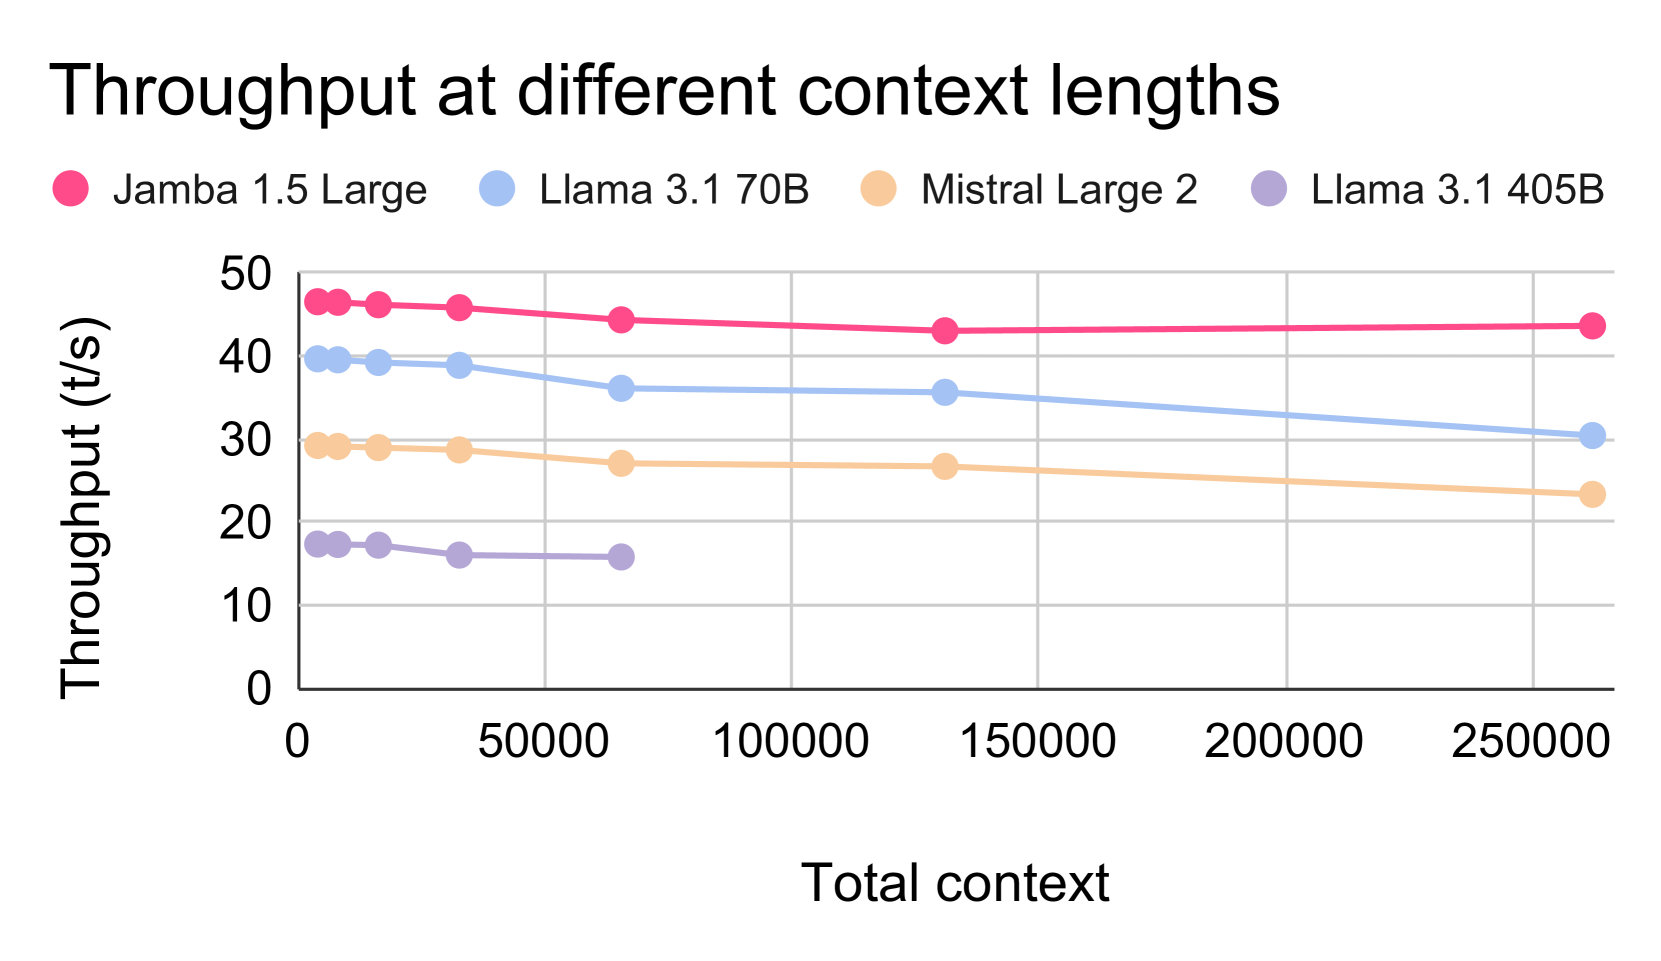 Throughput at different context lengths
Jamba 1.5 Large Llama 3.1 70B Mistral Large 2 Llama 3.1 405B
Throughput (t/s)
50
40
30
20
10
0
0 50000 100000 150000 200000 250000
Total context